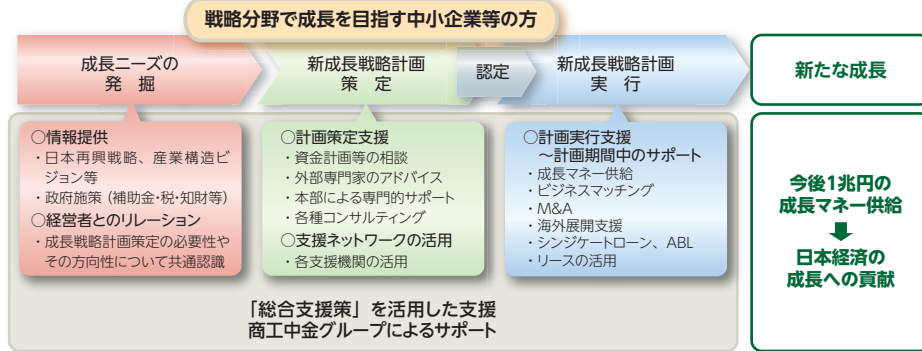 戦略分野で成長を目指す中小企業等の方
成長ニーズの
発　掘
新成長戦略計画
策　定
認定
新成長戦略計画
実　行
新たな成長
○情報提供
・日本再興戦略、産業構造ビ
ジョン等
・政府施策（補助金・税・知財等）
○経営者とのリレーション
・成長戦略計画策定の必要性や
その方向性について共通認識
○計画策定支援
・資金計画等の相談
・外部専門家のアドバイス
・本部による専門的サポート
・各種コンサルティング
○支援ネットワークの活用
・各支援機関の活用
○計画実行支援
～計画期間中のサポート
・成長マネー供給
・ビジネスマッチング
・M&A
・海外展開支援
・シンジケートローン、ABL
・リースの活用
今後1兆円の
成長マネー供給
日本経済の
成長への貢献
「総合支援策」を活用した支援
商工中金グループによるサポート